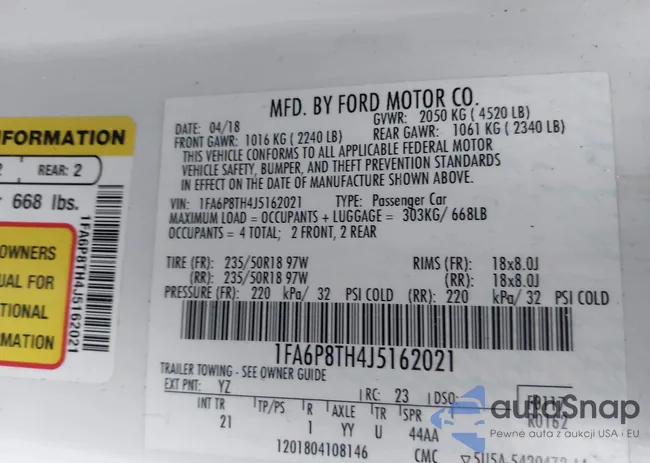 NFORMATION
2 REAR: 2
668 lbs.
OWNERS
UAL FOR
TIONAL
RMATION
1FA6P8TH4J5162021
MFD. BY FORD MOTOR CO.
DATE: 04/18 GVWR: 2050 KG ( 4520 LB)
FRONT GAWR: 1016 KG ( 2240 LB) REAR GAWR: 1061 KG ( 2340 LB)
THIS VEHICLE CONFORMS TO ALL APPLICABLE FEDERAL MOTOR
VEHICLE SAFETY, BUMPER, AND THEFT PREVENTION STANDARDS
IN EFFECT ON THE DATE OF MANUFACTURE SHOWN ABOVE.
VIN: 1FA6P8TH4J5162021 TYPE: Passenger Car
MAXIMUM LOAD = OCCUPANTS + LUGGAGE = 303KG/ 668LB
OCCUPANTS = 4 TOTAL; 2 FRONT, 2 REAR
TIRE (FR): 235/50R18 97W RIMS (FR): 18x8.0J
(RR): 235/50R18 97W (RR): 18x8.0J
PRESSURE (FR): 220 kPa/ 32 PSI COLD (RR): 220 kPa/ 32 PSI COLD
1FA6P8TH4J5162021
TRAILER TOWING - SEE OWNER GUIDE
EXT PNT: YZ RC: 23 DSO:
INT TR TP/PS R AXLE TR SPR
21 1 YY U 44AA
1201804108146 CMC
R0162
autoSnap
Pewne auta z aukcji USA i EU